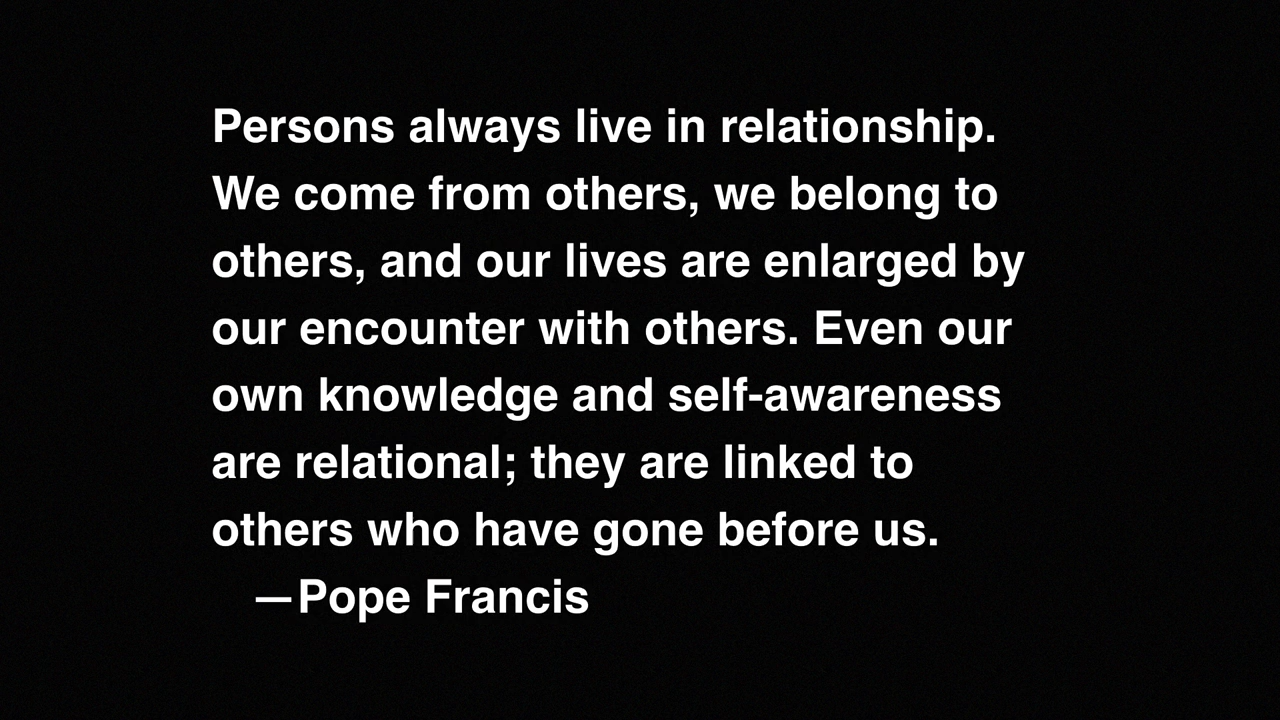 Persons always live in relationship.
We come from others, we belong to
others, and our lives are enlarged by
our encounter with others. Even our
own knowledge and self-awareness
are relational; they are linked to
others who have gone before us.
—Pope Francis